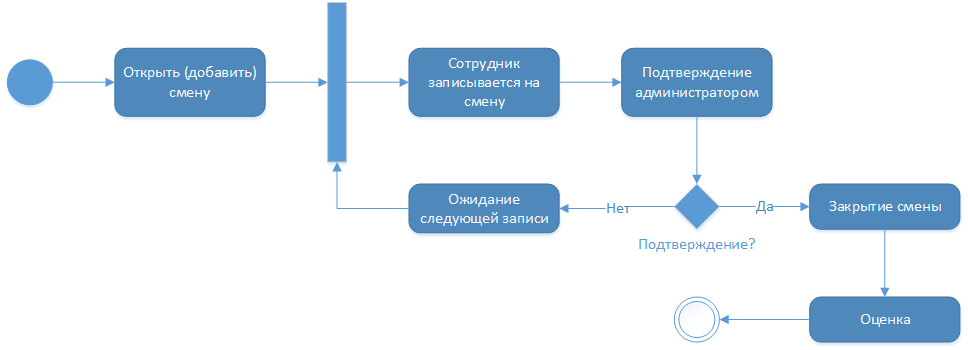 Открыть (добавить)
смену
Сотрудник
записывается на
смену
Подтверждение
администратором
Ожидание
следующей записи
Нет
Да
Закрытие смены
Подтверждение?
Оценка